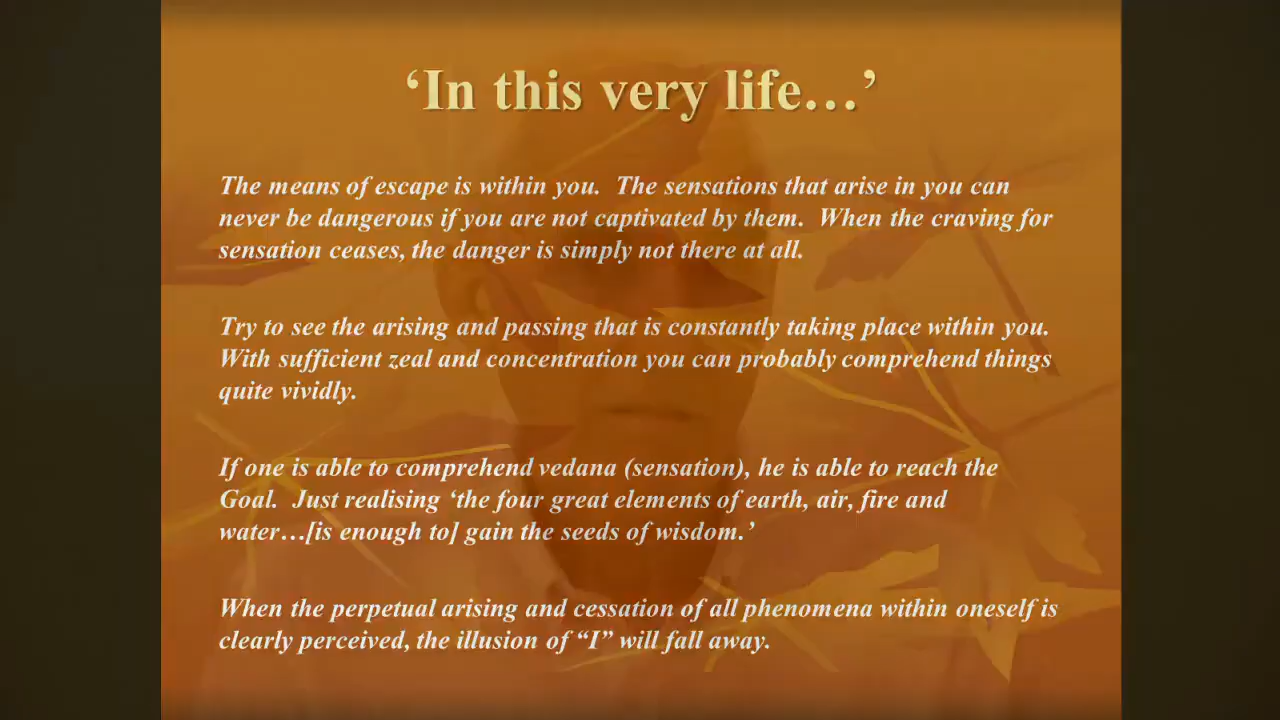 ‘In this very life…’
The means of escape is within you.  The sensations that arise in you can
never be dangerous if you are not captivated by them.  When the craving for
sensation ceases, the danger is simply not there at all.
Try to see the arising and passing that is constantly taking place within you.
With sufficient zeal and concentration you can probably comprehend things
quite vividly.
If one is able to comprehend vedana (sensation), he is able to reach the
Goal.  Just realising ‘the four great elements of earth, air, fire and
water…[is enough to] gain the seeds of wisdom.’
When the perpetual arising and cessation of all phenomena within oneself is
clearly perceived, the illusion of “I” will fall away.